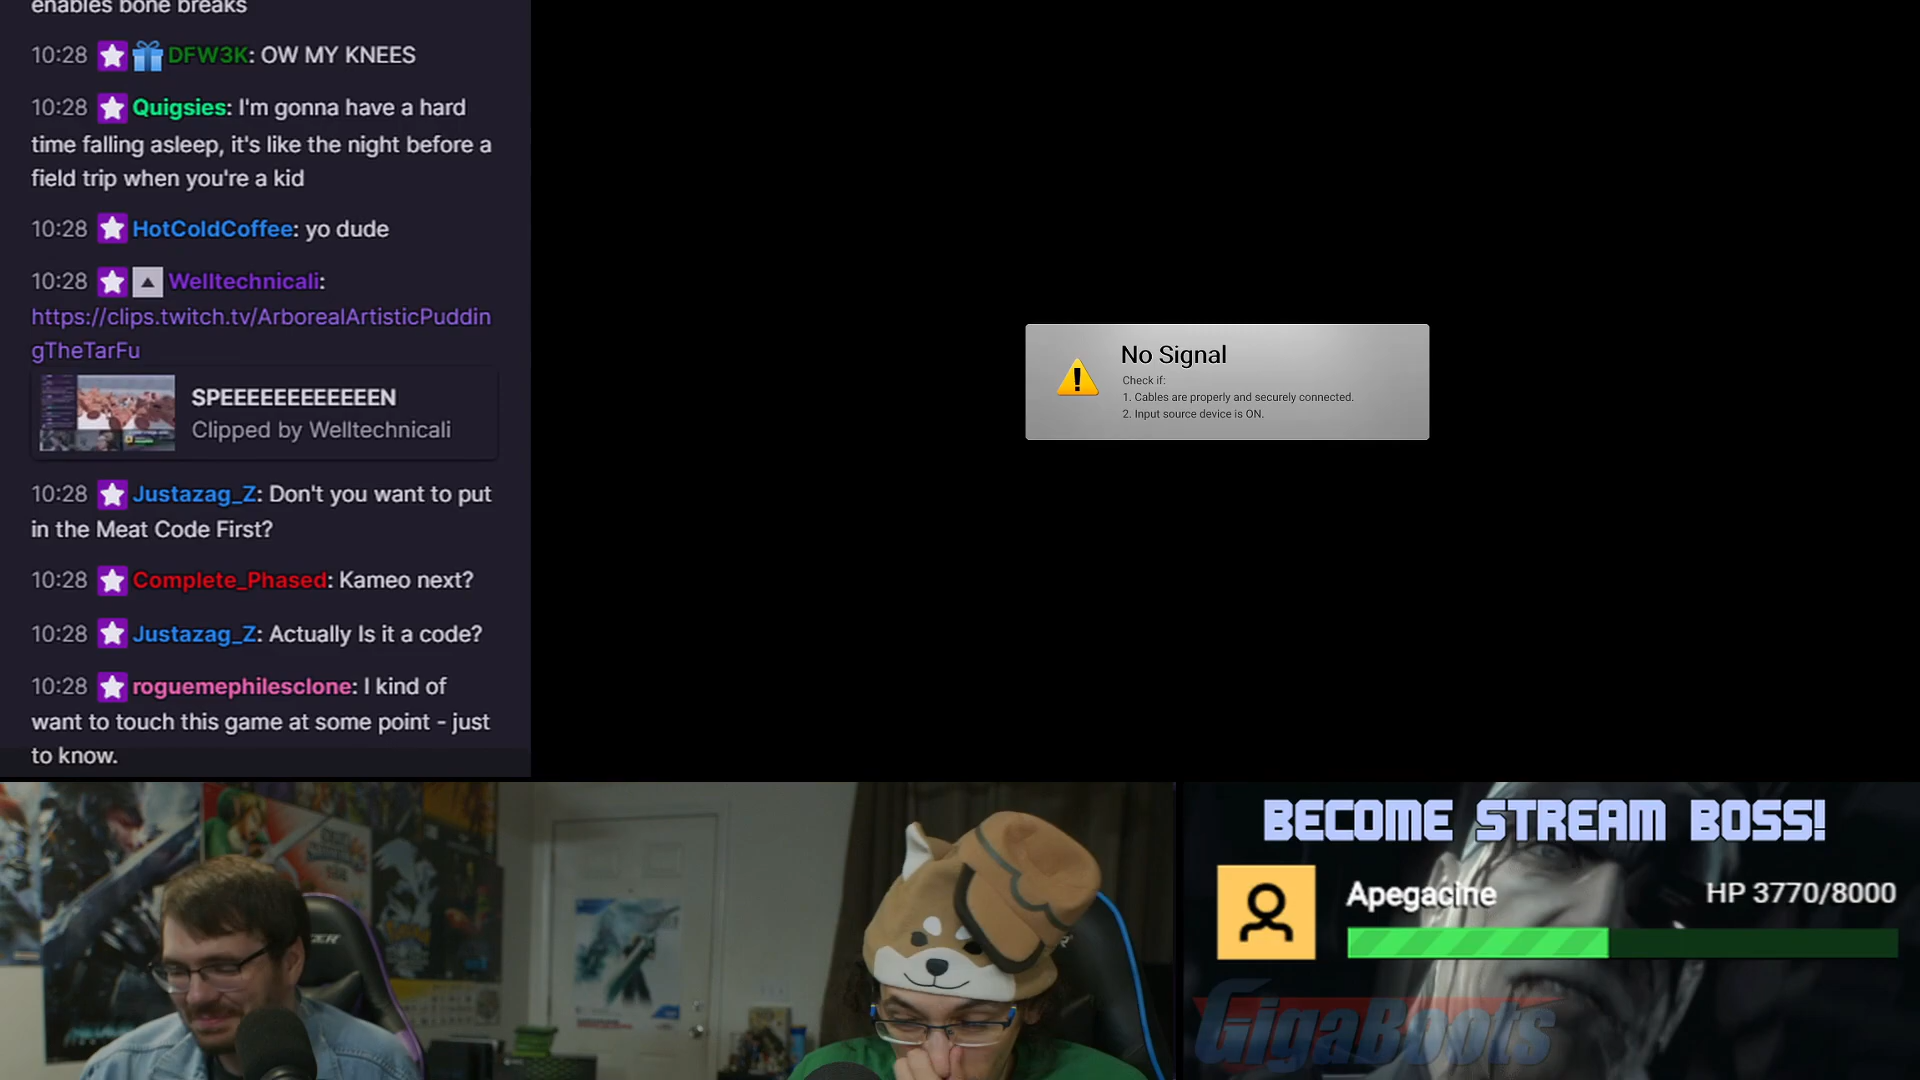 enables bone breaks
10:28 DFW3K: OW MY KNEES
10:28 Quigsies: I'm gonna have a hard
time falling asleep, it's like the night before a
field trip when you're a kid
10:28 HotColdCoffee: yo dude
10:28 Welltechnicali:
https://clips.twitch.tv/ArborealArtisticPuddin
gTheTarFu
SPEEEEEEEEEEEEN
Clipped by Welltechnicali
10:28 Justazag_Z: Don't you want to put
in the Meat Code First?
10:28 Complete_Phased: Kameo next?
10:28 Justazag_Z: Actually Is it a code?
10:28 roguemephilesclone: I kind of
want to touch this game at some point - just
to know.
No Signal
Check if:
1. Cables are properly and securely connected.
2. Input source device is ON.
BECOME STREAM BOSS!
Apegacine HP 3770/8000
GigaBoots